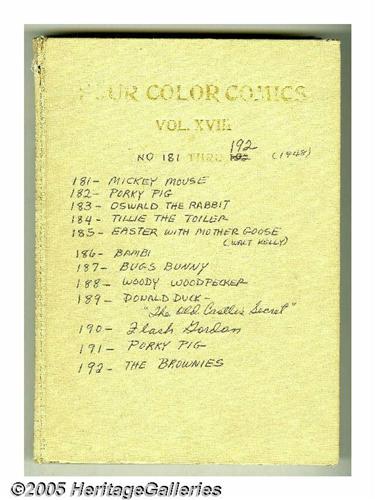 FOUR COLOR COMICS
VOL. XVIII
NO 181 THRU 192 (1948)
181- MICKEY MOUSE
182- PORKY PIG
183- OSWALD THE RABBIT
184- TILLIE THE TOILER
185- EASTER WITH MOTHER GOOSE
(WALT KELLY)
186- BAMBI
187- BUGS BUNNY
188- WOODY WOODPECKER
189- DONALD DUCK-
"The Old Castle's Secret"
190- Flash Gordon
191- PORKY PIG
192- THE BROWNIES
©2005 HeritageGalleries